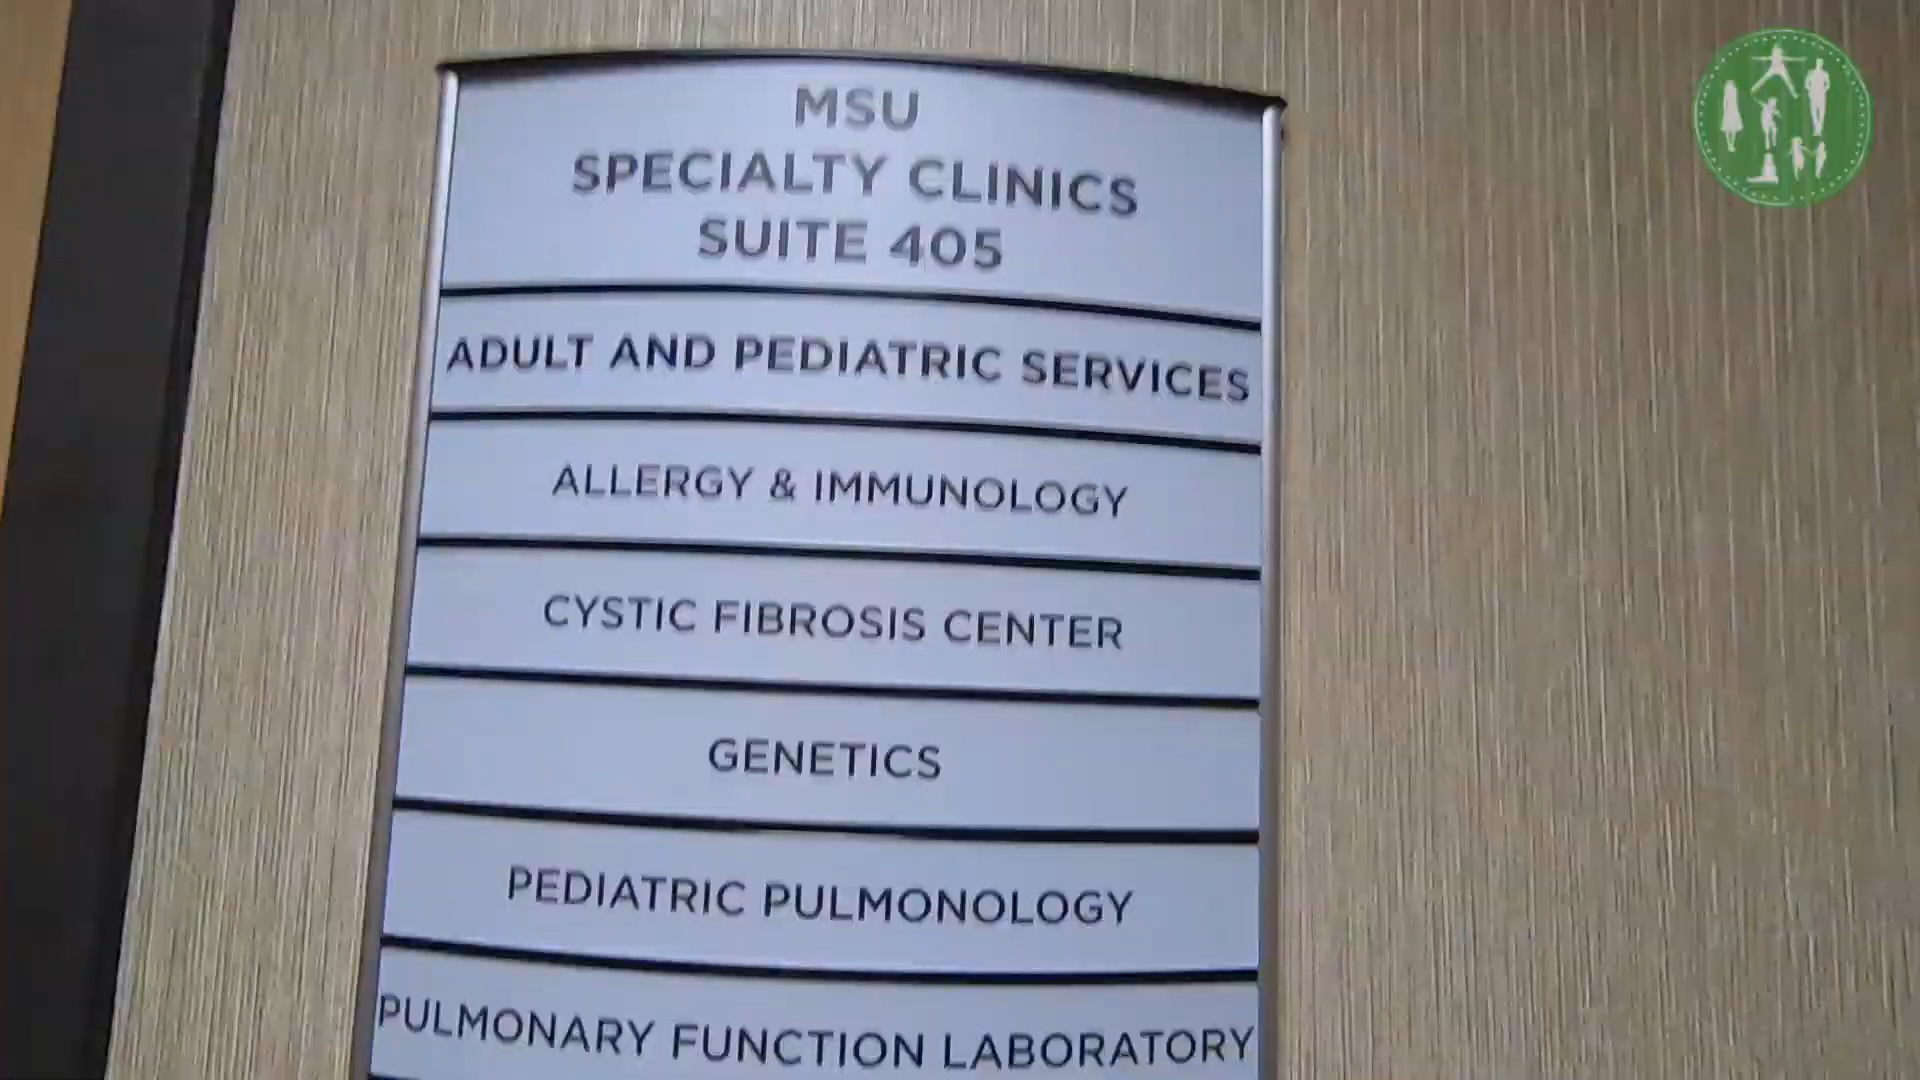 MSU
SPECIALTY CLINICS
SUITE 405
ADULT AND PEDIATRIC SERVICES
ALLERGY & IMMUNOLOGY
CYSTIC FIBROSIS CENTER
GENETICS
PEDIATRIC PULMONOLOGY
PULMONARY FUNCTION LABORATORY